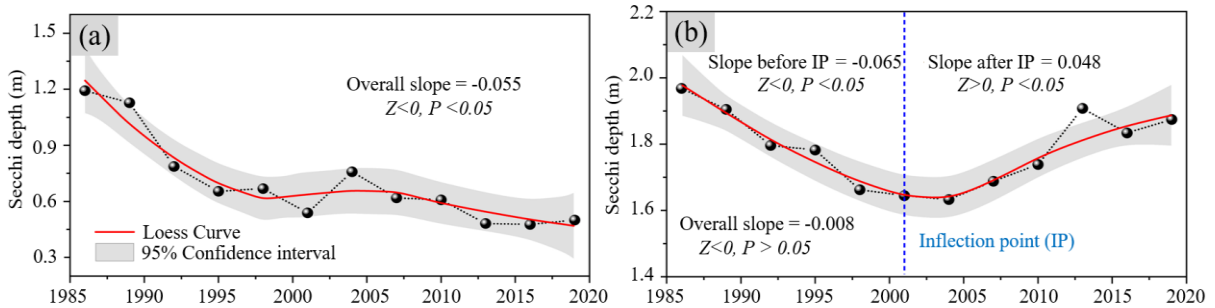 (a)
Secchi depth (m)
1.5
1.2
0.9
0.6
0.3
Overall slope = -0.055
Z<0, P <0.05
Loess Curve
95% Confidence interval
1985 1990 1995 2000 2005 2010 2015 2020
(b)
Secchi depth (m)
2.2
2.0
1.8
1.6
1.4
Slope before IP = -0.065
Z<0, P <0.05
Slope after IP = 0.048
Z>0, P <0.05
Overall slope = -0.008
Z<0, P > 0.05
Inflection point (IP)
1985 1990 1995 2000 2005 2010 2015 2020